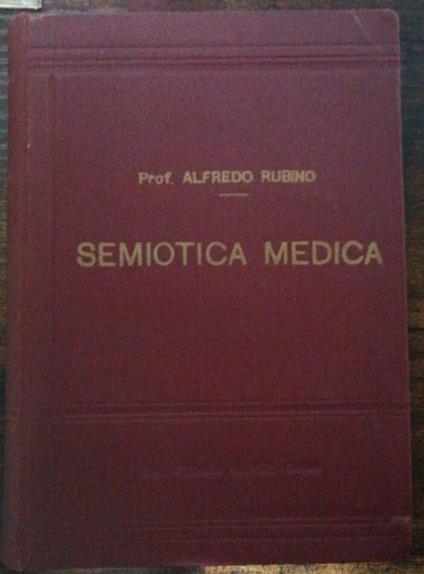 Prof. ALFREDO RUBINO
SEMIOTICA MEDICA